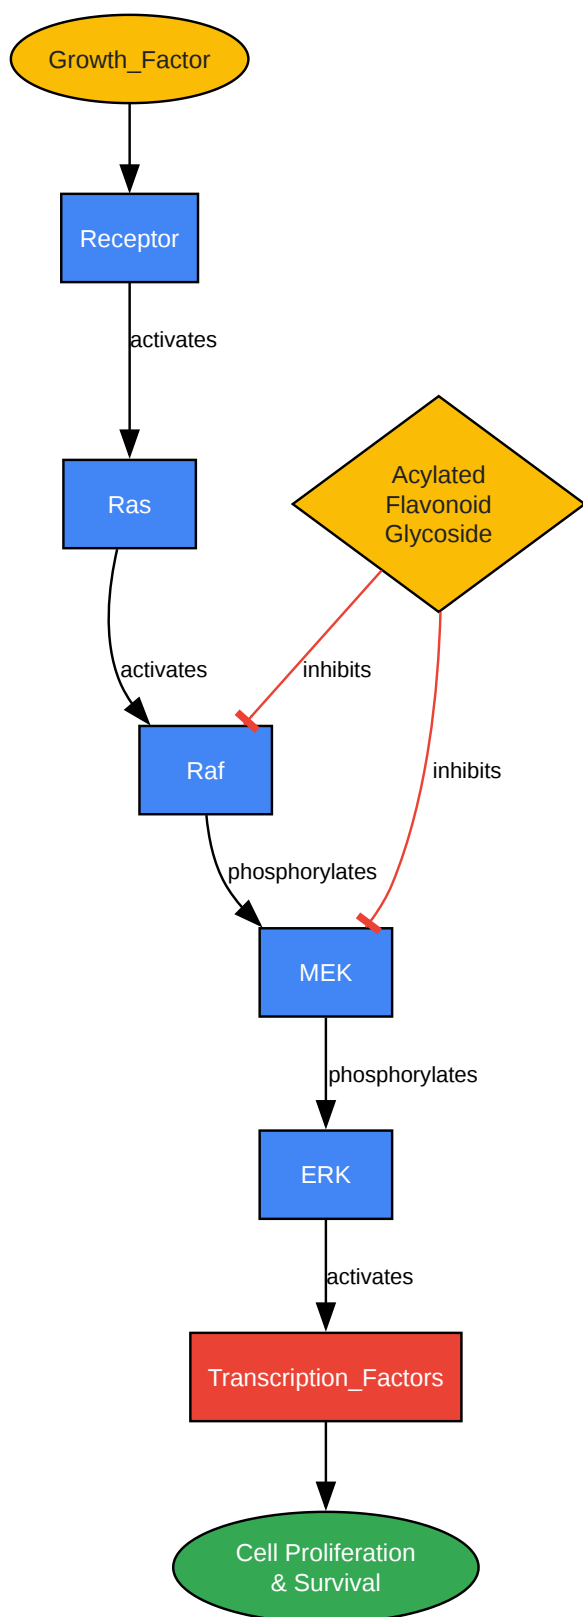 Growth_Factor
Receptor
activates
Acylated
Flavonoid
Glycoside
Ras
activates
inhibits
Raf
inhibits
phosphorylates
MEK
phosphorylates
ERK
activates
Transcription_Factors
Cell Proliferation
& Survival